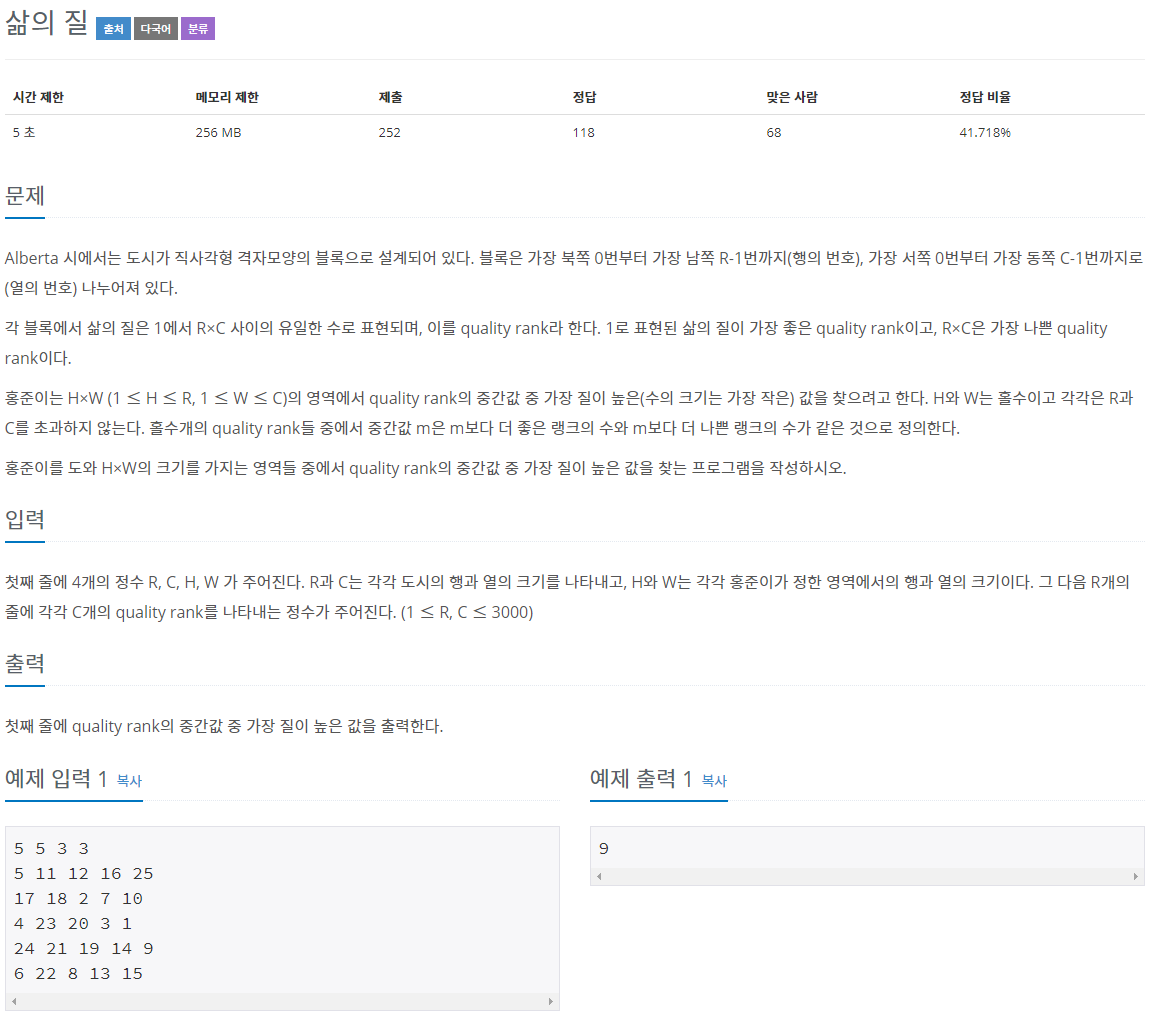 삶의 질 출처 다국어 분류
시간 제한 메모리 제한 제출 정답 맞은 사람 정답 비율
5 초 256 MB 252 118 68 41.718%
문제
Alberta 시에서는 도시가 직사각형 격자모양의 블록으로 설계되어 있다. 블록은 가장 북쪽 0번부터 가장 남쪽 R-1번까지(행의 번호), 가장 서쪽 0번부터 가장 동쪽 C-1번까지로
(열의 번호) 나누어져 있다.
각 블록에서 삶의 질은 1에서 R×C 사이의 유일한 수로 표현되며, 이를 quality rank라 한다. 1로 표현된 삶의 질이 가장 좋은 quality rank이고, R×C은 가장 나쁜 quality
rank이다.
홍준이는 H×W (1 ≤ H ≤ R, 1 ≤ W ≤ C)의 영역에서 quality rank의 중간값 중 가장 질이 높은(수의 크기는 가장 작은) 값을 찾으려고 한다. H와 W는 홀수이고 각각은 R과
C를 초과하지 않는다. 홀수개의 quality rank들 중에서 중간값 m은 m보다 더 좋은 랭크의 수와 m보다 더 나쁜 랭크의 수가 같은 것으로 정의한다.
홍준이를 도와 H×W의 크기를 가지는 영역들 중에서 quality rank의 중간값 중 가장 질이 높은 값을 찾는 프로그램을 작성하시오.
입력
첫째 줄에 4개의 정수 R, C, H, W 가 주어진다. R과 C는 각각 도시의 행과 열의 크기를 나타내고, H와 W는 각각 홍준이가 정한 영역에서의 행과 열의 크기이다. 그 다음 R개의
줄에 각각 C개의 quality rank를 나타내는 정수가 주어진다. (1 ≤ R, C ≤ 3000)
출력
첫째 줄에 quality rank의 중간값 중 가장 질이 높은 값을 출력한다.
예제 입력 1 복사
5 5 3 3
5 11 12 16 25
17 18 2 7 10
4 23 20 3 1
24 21 19 14 9
6 22 8 13 15
예제 출력 1 복사
9